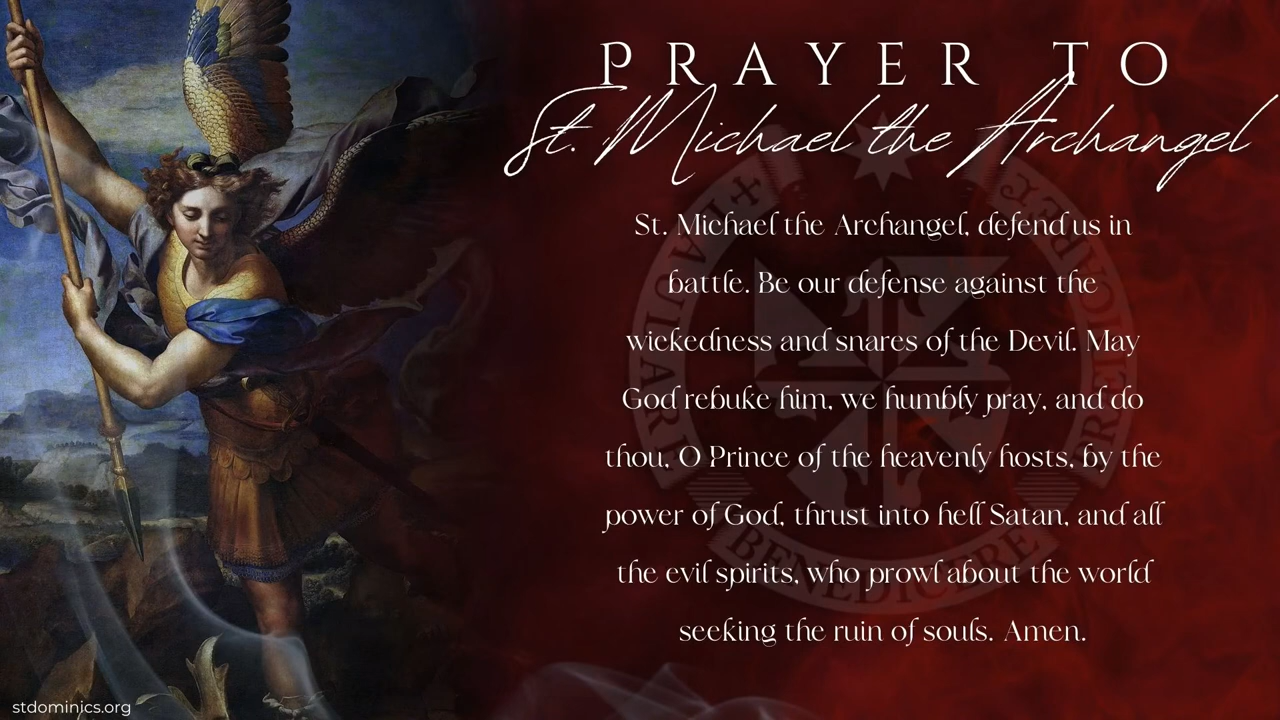 PRAYER TO
St. Michael the Archangel
St. Michael the Archangel, defend us in
battle. Be our defense against the
wickedness and snares of the Devil. May
God rebuke him, we humbly pray, and do
thou, O Prince of the heavenly hosts, by the
power of God, thrust into hell Satan, and all
the evil spirits, who prowl about the world
seeking the ruin of souls. Amen.
LAUDARE
BENEDICERE
stdominics.org